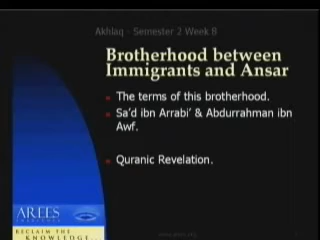 Akhlaq - Semester 2 Week 8
Brotherhood between
Immigrants and Ansar
The terms of this brotherhood.
Sa'd ibn Arrabi' & Abdurrahman ibn
Awf.
Quranic Revelation.
RECLAIM THE
KNOWLEDGE...